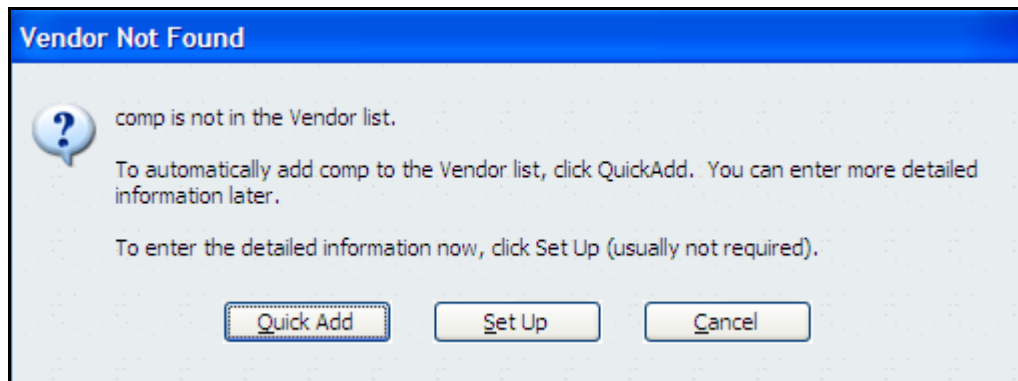 Vendor Not Found
?
comp is not in the Vendor list.
To automatically add comp to the Vendor list, click QuickAdd. You can enter more detailed
information later.
To enter the detailed information now, click Set Up (usually not required).
Quick Add Set Up Cancel